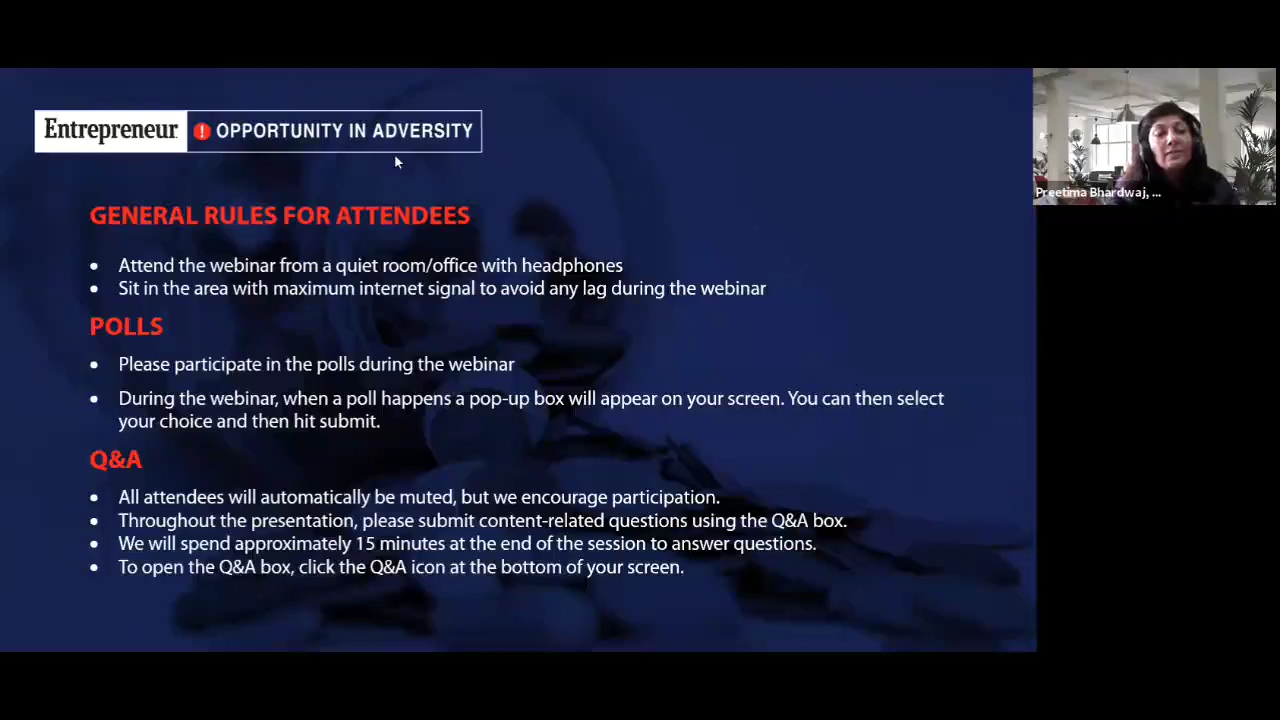 Entrepreneur ! OPPORTUNITY IN ADVERSITY
Preetima Bhardwaj, ...
GENERAL RULES FOR ATTENDEES
• Attend the webinar from a quiet room/office with headphones
• Sit in the area with maximum internet signal to avoid any lag during the webinar
POLLS
• Please participate in the polls during the webinar
• During the webinar, when a poll happens a pop-up box will appear on your screen. You can then select
your choice and then hit submit.
Q&A
• All attendees will automatically be muted, but we encourage participation.
• Throughout the presentation, please submit content-related questions using the Q&A box.
• We will spend approximately 15 minutes at the end of the session to answer questions.
• To open the Q&A box, click the Q&A icon at the bottom of your screen.